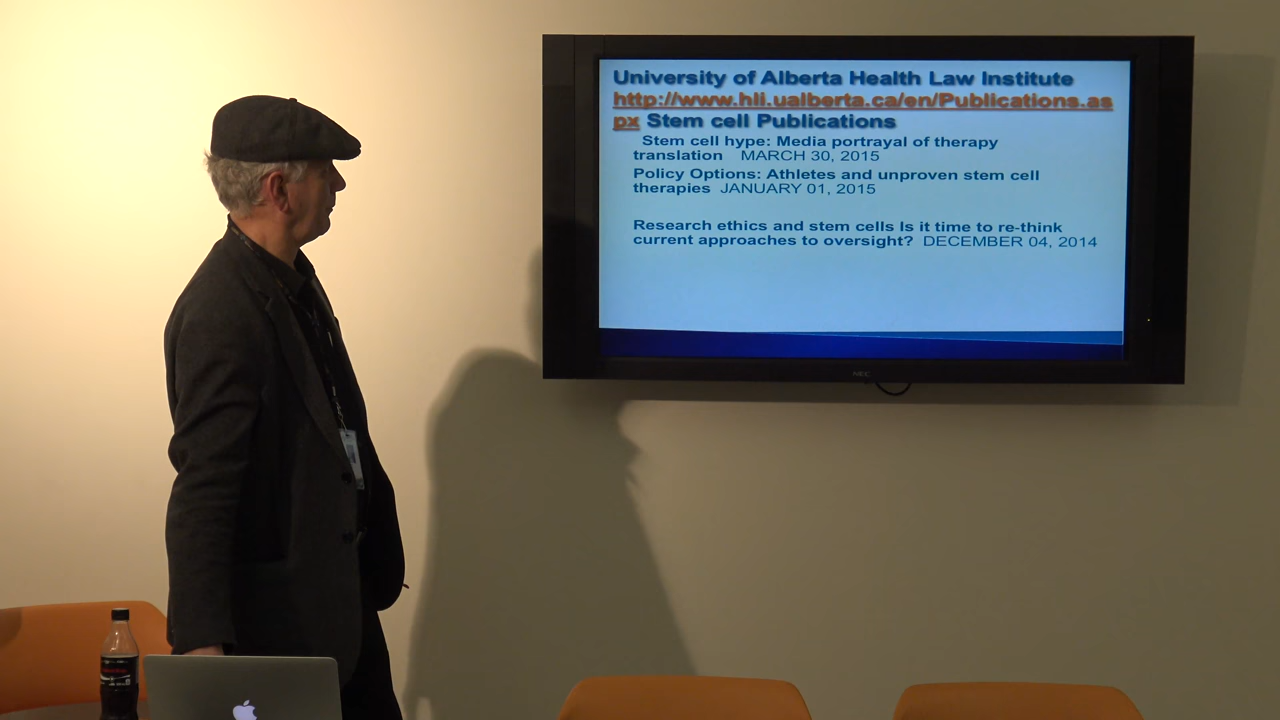 University of Alberta Health Law Institute
http://www.hli.ualberta.ca/en/Publications.as
px Stem cell Publications
Stem cell hype: Media portrayal of therapy
translation MARCH 30, 2015
Policy Options: Athletes and unproven stem cell
therapies JANUARY 01, 2015
Research ethics and stem cells Is it time to re-think
current approaches to oversight? DECEMBER 04, 2014
NEC